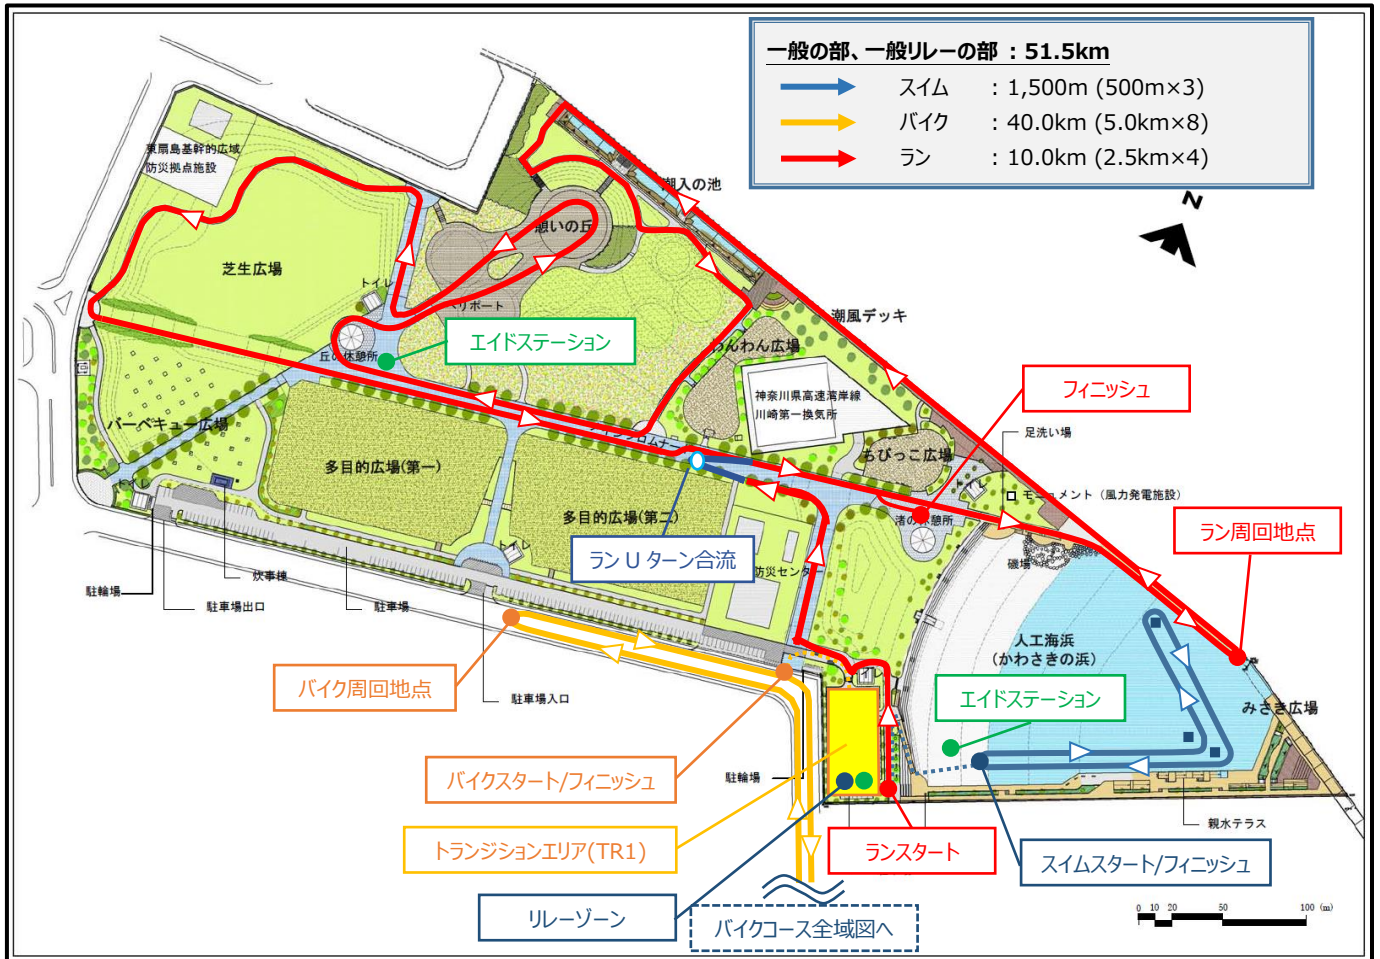 一般の部、一般リレーの部 : 51.5km
スイム : 1,500m (500m×3)
バイク : 40.0km (5.0km×8)
ラン : 10.0km (2.5km×4)
N
東扇島基幹的広域
防災拠点施設
潮入の池
憩いの丘
芝生広場
トイレ
ヘリポート
潮風デッキ
エイドステーション
わんわん広場
丘の休憩所
フィニッシュ
神奈川県高速湾岸線
川崎第一換気所
足洗い場
バーベキュー広場
ちびっこ広場
多目的広場(第一)
トイレ
トイレ
モニュメント（風力発電施設）
多目的広場(第二)
渚の休憩所
ラン周回地点
トイレ
ラン U ターン合流
磯場
防災センター
炊事棟
駐輪場
駐車場出口
駐車場
人工海浜
(かわさきの浜)
トイレ
バイク周回地点
駐車場入口
エイドステーション
みさき広場
バイクスタート/フィニッシュ
駐輪場
親水テラス
トランジションエリア(TR1)
ランスタート
スイムスタート/フィニッシュ
リレーゾーン
バイクコース全域図へ
0 10 20 50 100 (m)